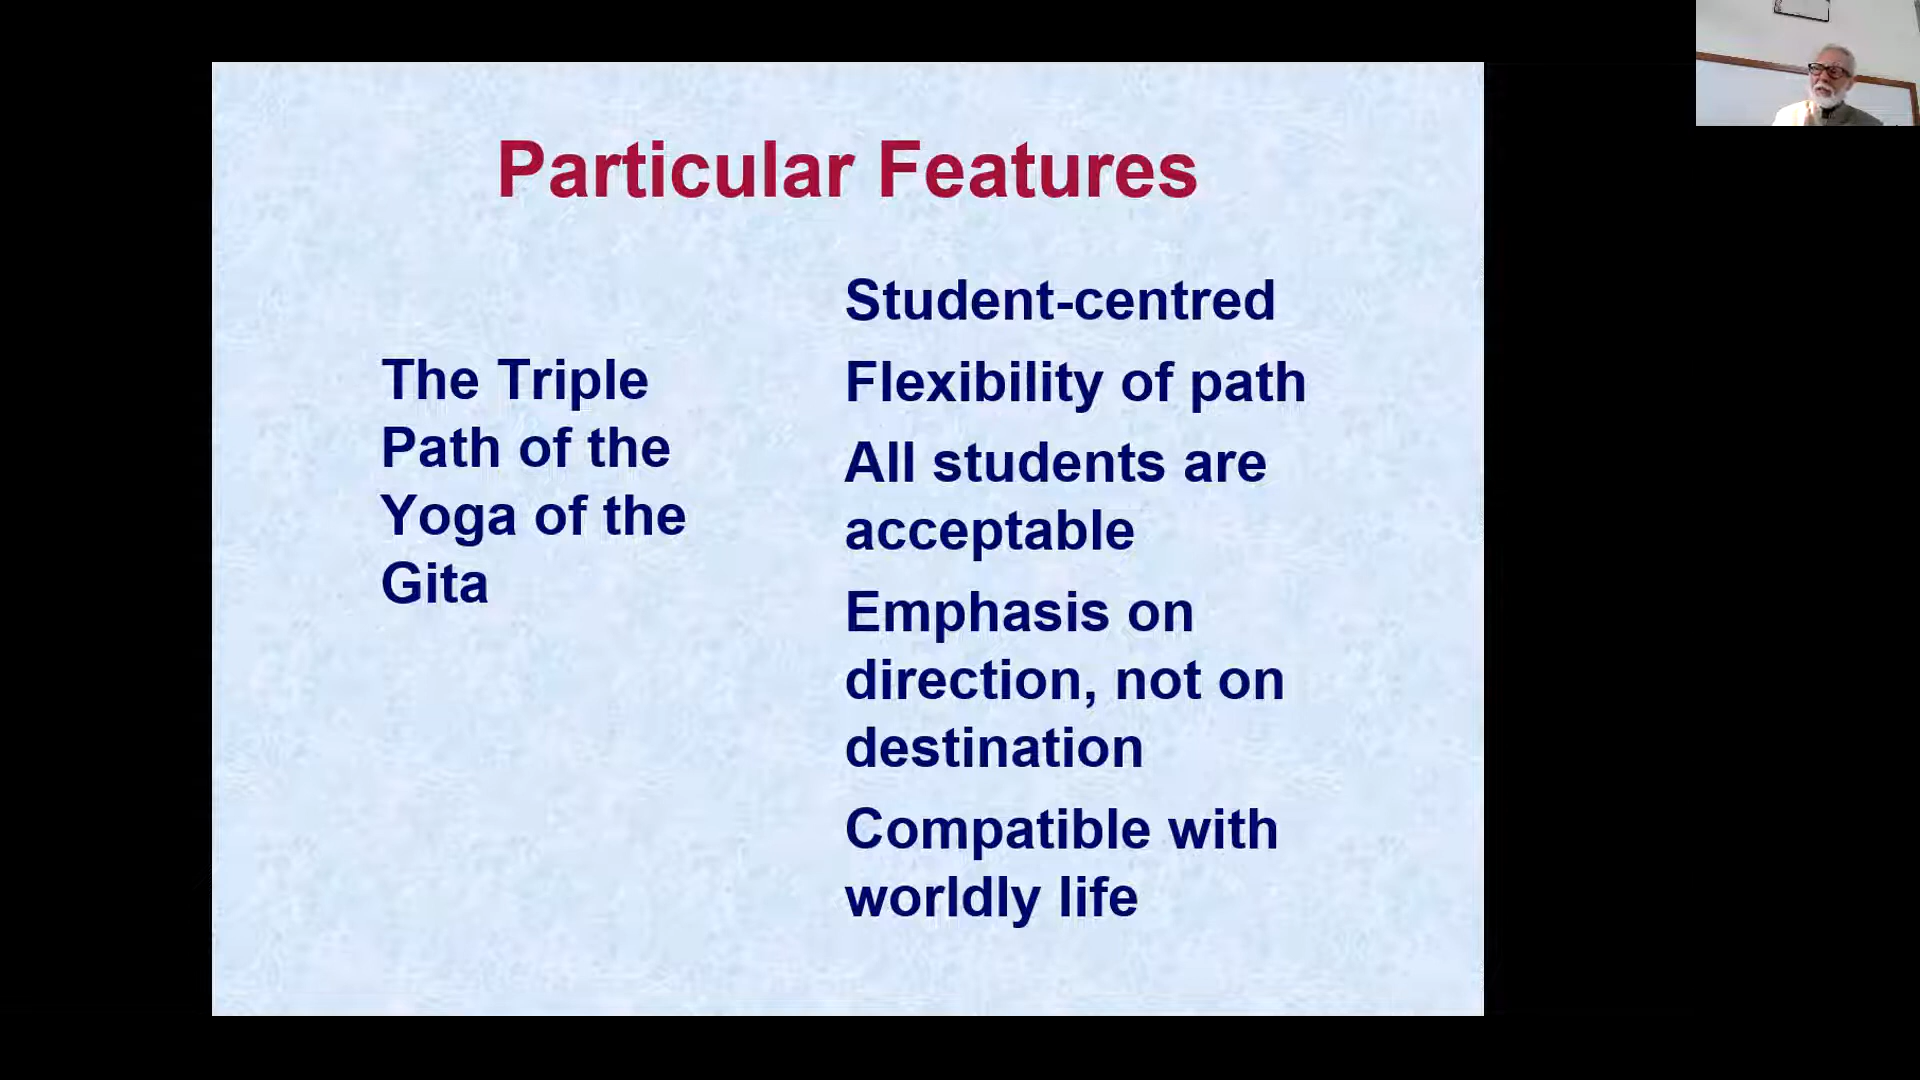 Particular Features
The Triple
Path of the
Yoga of the
Gita
Student-centred
Flexibility of path
All students are
acceptable
Emphasis on
direction, not on
destination
Compatible with
worldly life